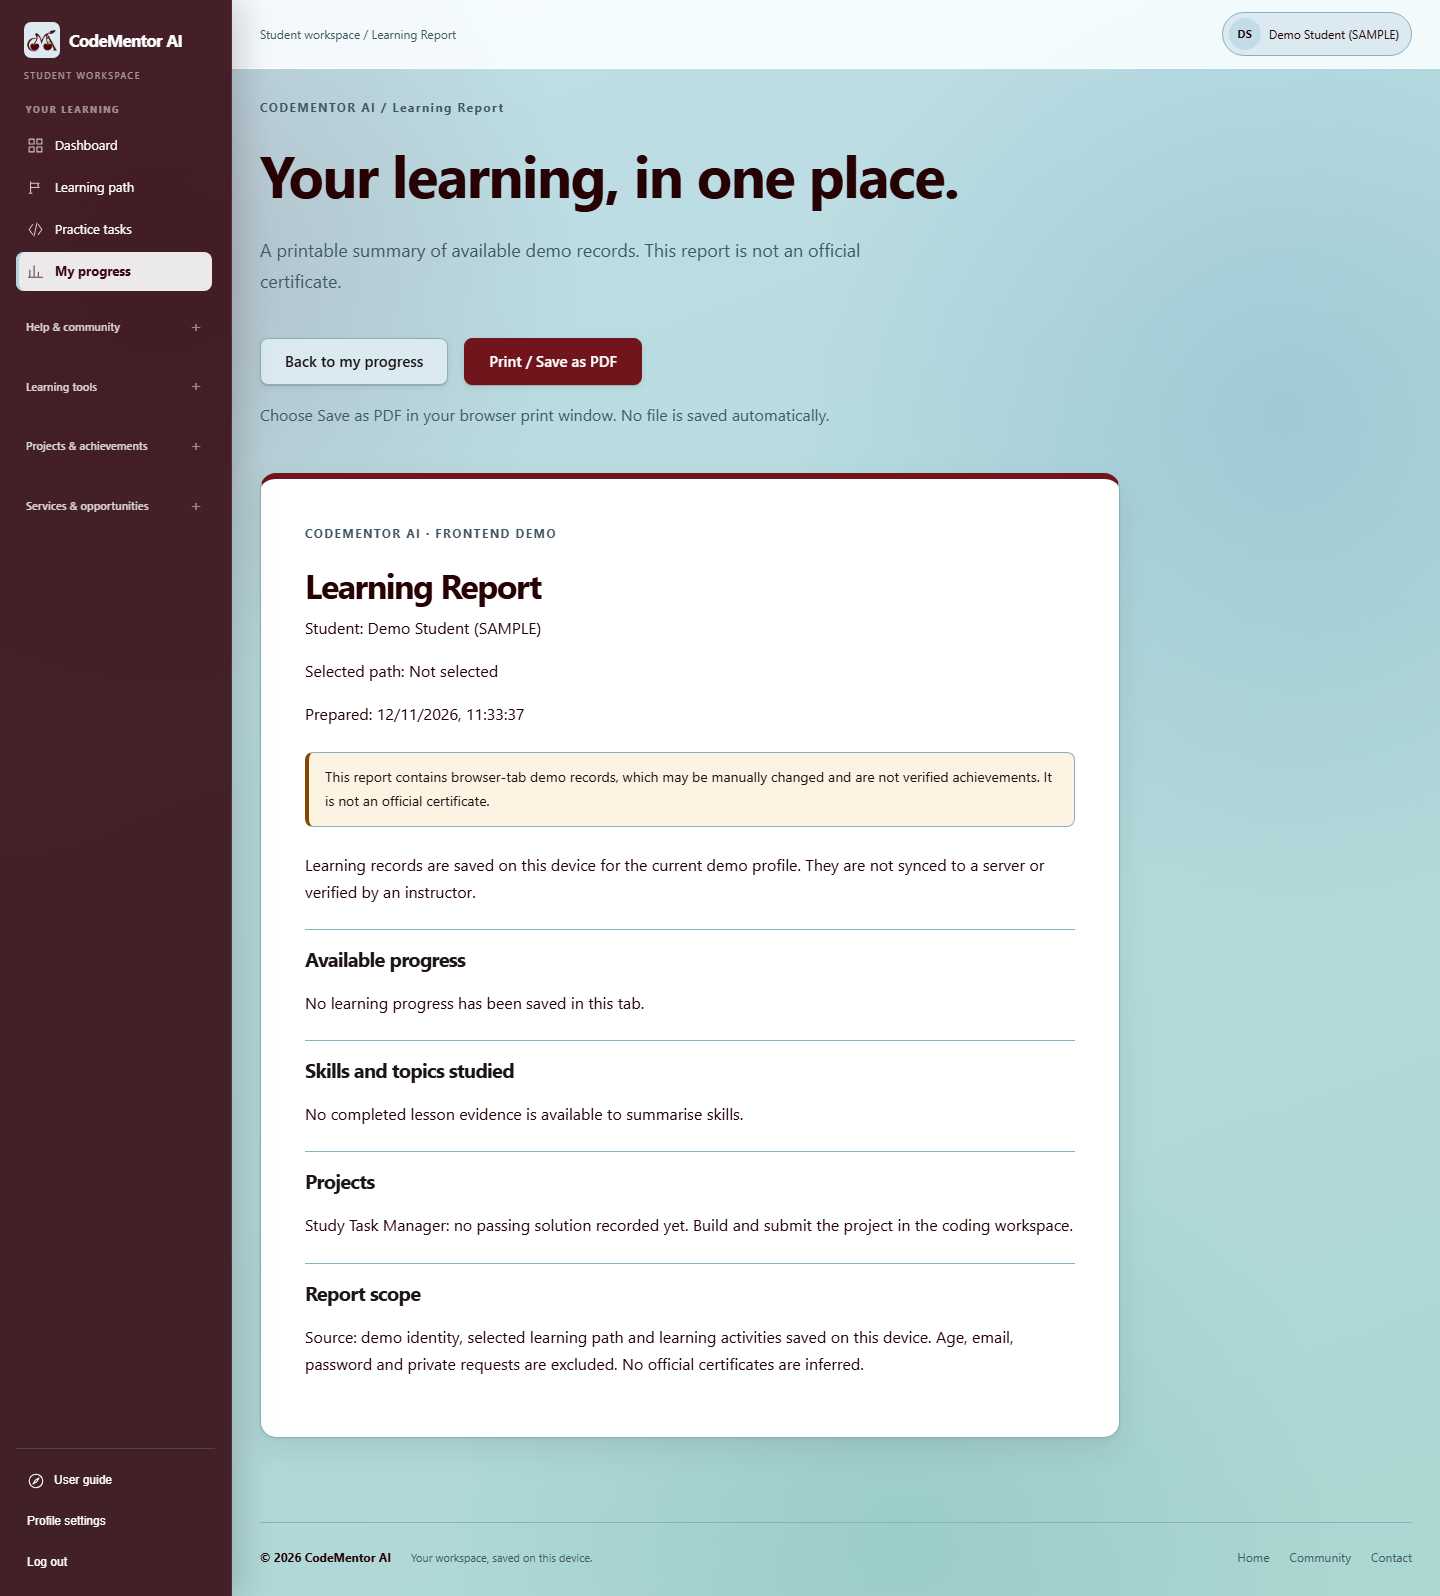 CodeMentor AI
STUDENT WORKSPACE
YOUR LEARNING
Dashboard
Learning path
Practice tasks
My progress
Help & community +
Learning tools +
Projects & achievements +
Services & opportunities +
User guide
Profile settings
Log out
Student workspace / Learning Report
DS Demo Student (SAMPLE)
CODEMENTOR AI / Learning Report
Your learning, in one place.
A printable summary of available demo records. This report is not an official
certificate.
Back to my progress
Print / Save as PDF
Choose Save as PDF in your browser print window. No file is saved automatically.
CODEMENTOR AI · FRONTEND DEMO
Learning Report
Student: Demo Student (SAMPLE)
Selected path: Not selected
Prepared: 12/11/2026, 11:33:37
This report contains browser-tab demo records, which may be manually changed and are not verified achievements. It
is not an official certificate.
Learning records are saved on this device for the current demo profile. They are not synced to a server or
verified by an instructor.
Available progress
No learning progress has been saved in this tab.
Skills and topics studied
No completed lesson evidence is available to summarise skills.
Projects
Study Task Manager: no passing solution recorded yet. Build and submit the project in the coding workspace.
Report scope
Source: demo identity, selected learning path and learning activities saved on this device. Age, email,
password and private requests are excluded. No official certificates are inferred.
© 2026 CodeMentor AI Your workspace, saved on this device.
Home Community Contact